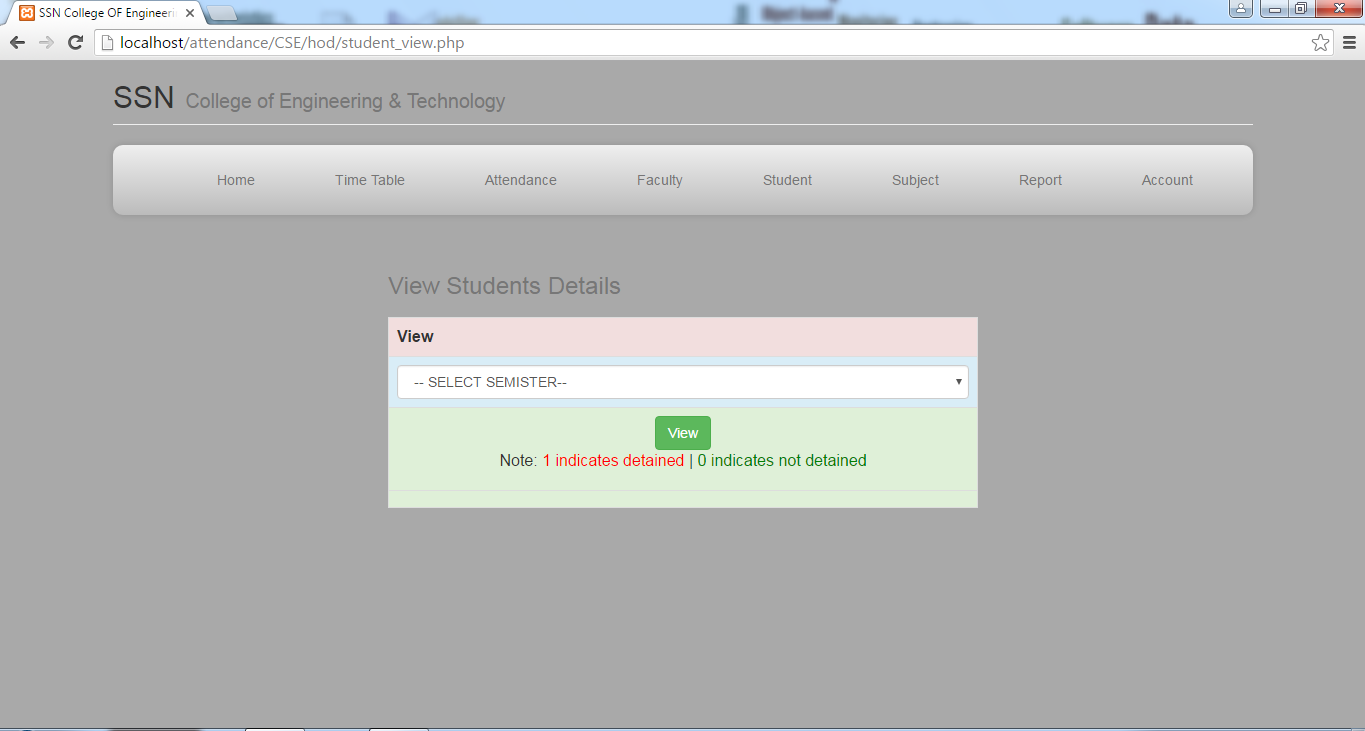 SSN College OF Engineeri
localhost/attendance/CSE/hod/student_view.php
SSN College of Engineering & Technology
Home Time Table Attendance Faculty Student Subject Report Account
View Students Details
View
-- SELECT SEMISTER--
View
Note: 1 indicates detained | 0 indicates not detained